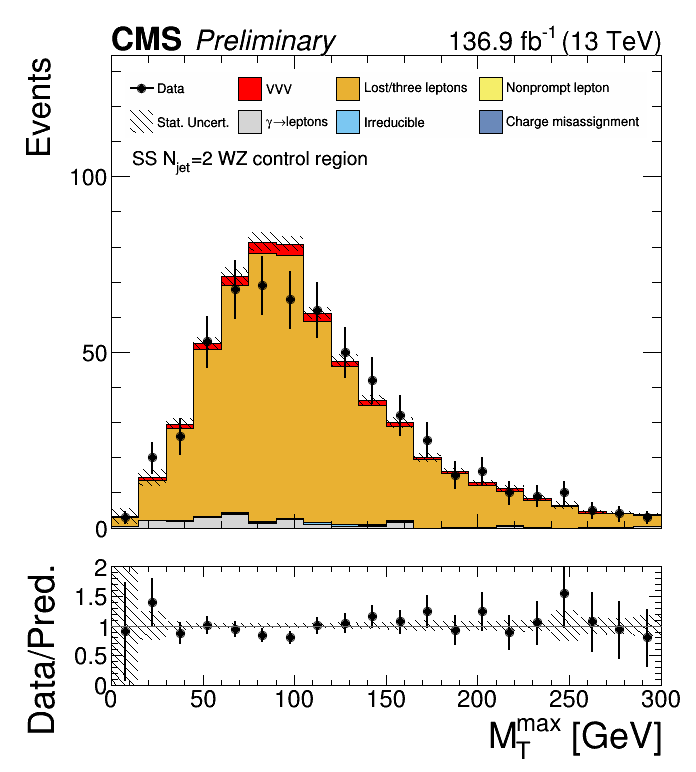 CMS Preliminary 136.9 fb⁻¹ (13 TeV)
Events
Data VVV Lost/three leptons Nonprompt lepton
Stat. Uncert. γ→leptons Irreducible Charge misassignment
SS Njet=2 WZ control region
100
50
0
Data/Pred.
2
1.5
1
0.5
0
0 50 100 150 200 250 300
M_T^max [GeV]